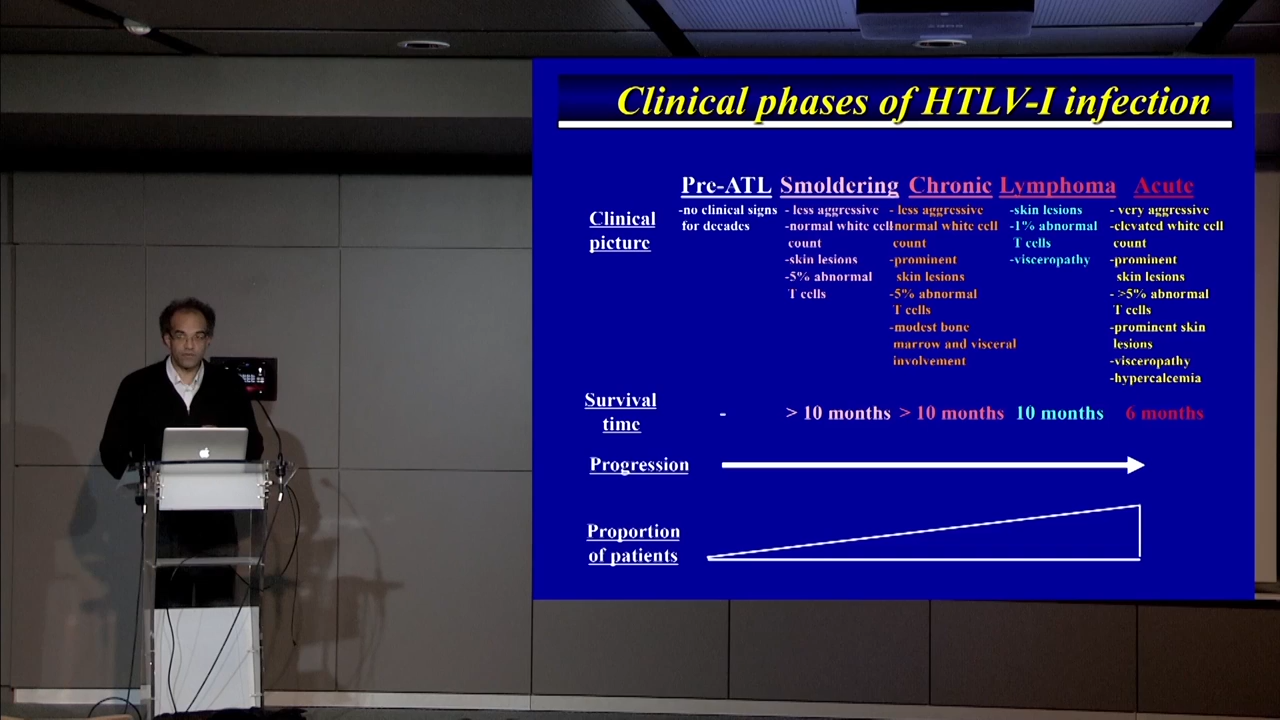 Clinical phases of HTLV-I infection
Pre-ATL Smoldering Chronic Lymphoma Acute
Clinical
picture
-no clinical signs
for decades
- less aggressive
-normal white cell
count
-skin lesions
-5% abnormal
T cells
- less aggressive
-normal white cell
count
-prominent
skin lesions
-5% abnormal
T cells
-modest bone
marrow and visceral
involvement
-skin lesions
-1% abnormal
T cells
-visceropathy
- very aggressive
-elevated white cell
count
-prominent
skin lesions
- >5% abnormal
T cells
-prominent skin
lesions
-visceropathy
-hypercalcemia
Survival
time
- > 10 months > 10 months 10 months 6 months
Progression
Proportion
of patients